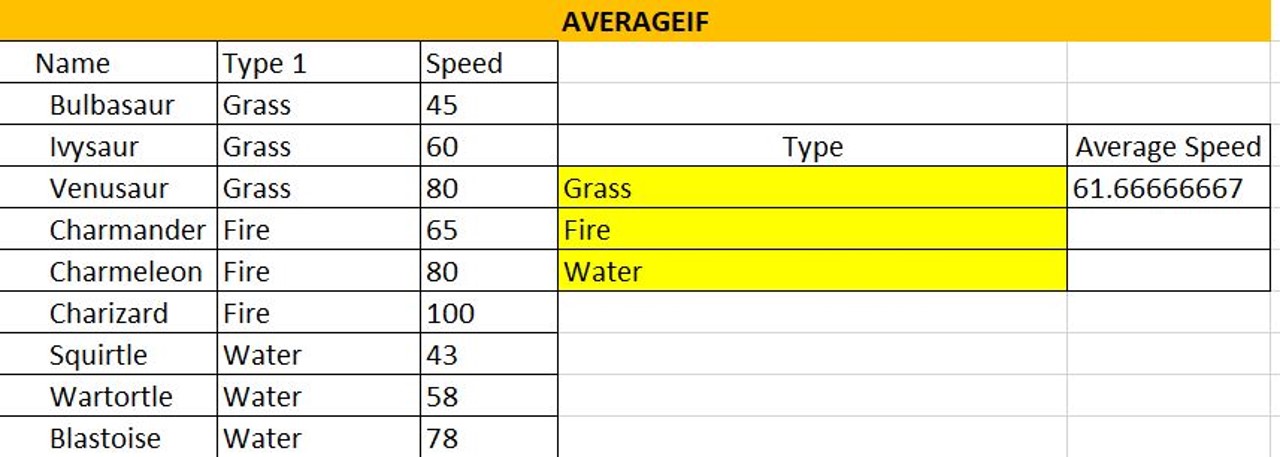 AVERAGEIF
Name Type 1 Speed
Bulbasaur Grass 45
Ivysaur Grass 60 Type Average Speed
Venusaur Grass 80 Grass 61.66666667
Charmander Fire 65 Fire
Charmeleon Fire 80 Water
Charizard Fire 100
Squirtle Water 43
Wartortle Water 58
Blastoise Water 78